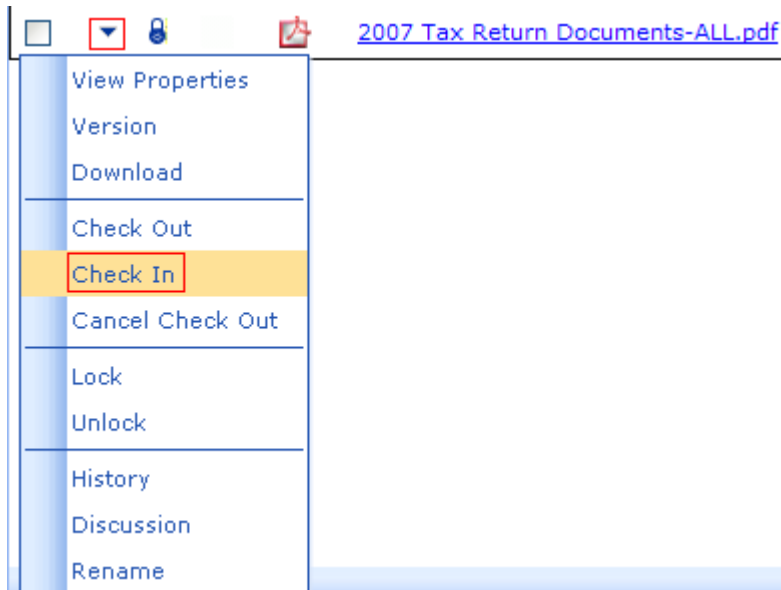 2007 Tax Return Documents-ALL.pdf
View Properties
Version
Download
Check Out
Check In
Cancel Check Out
Lock
Unlock
History
Discussion
Rename